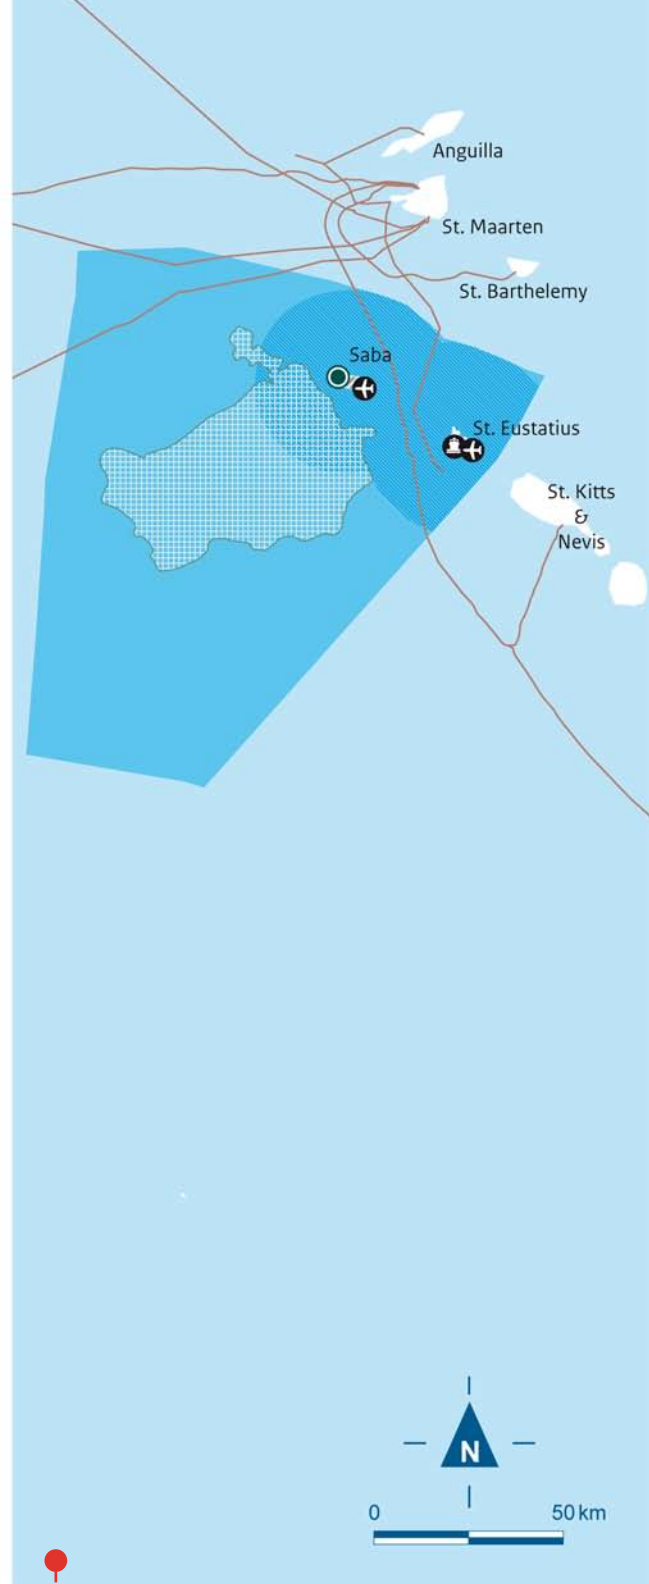 Anguilla
St. Maarten
St. Barthelemy
Saba
St. Eustatius
St. Kitts
&
Nevis
N
0 50 km